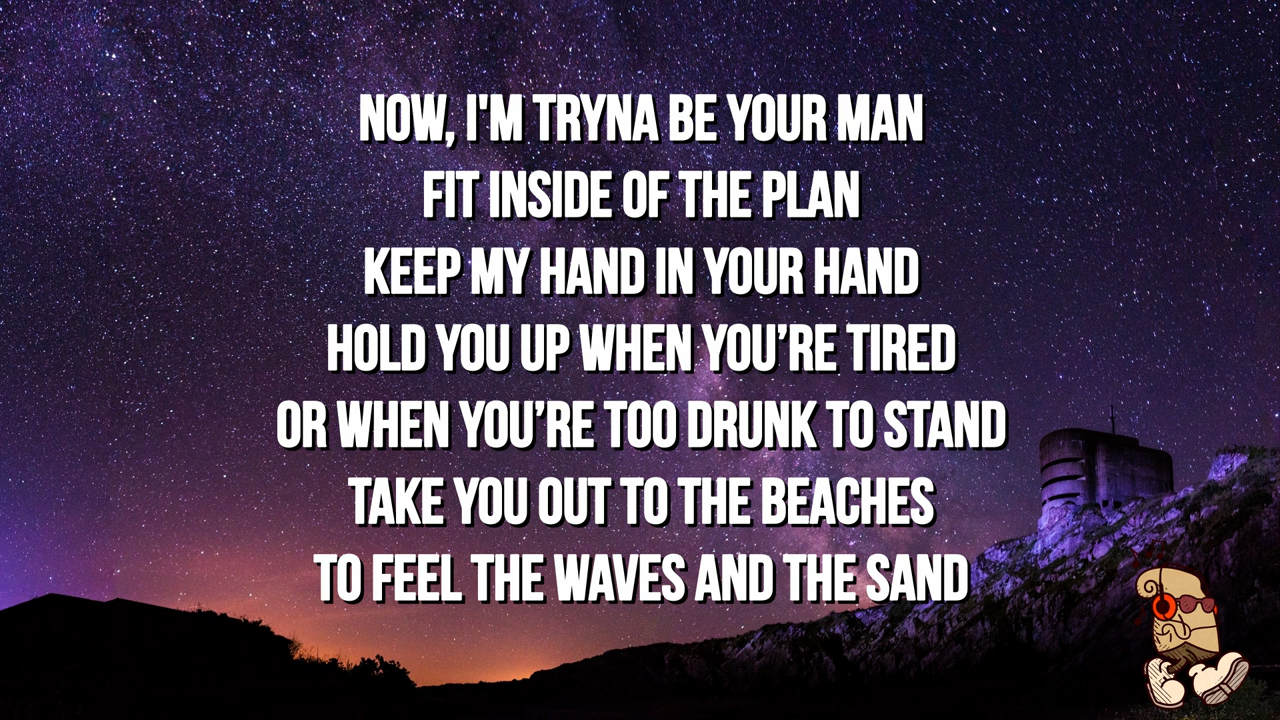 NOW, I'M TRYNA BE YOUR MAN
FIT INSIDE OF THE PLAN
KEEP MY HAND IN YOUR HAND
HOLD YOU UP WHEN YOU’RE TIRED
OR WHEN YOU’RE TOO DRUNK TO STAND
TAKE YOU OUT TO THE BEACHES
TO FEEL THE WAVES AND THE SAND